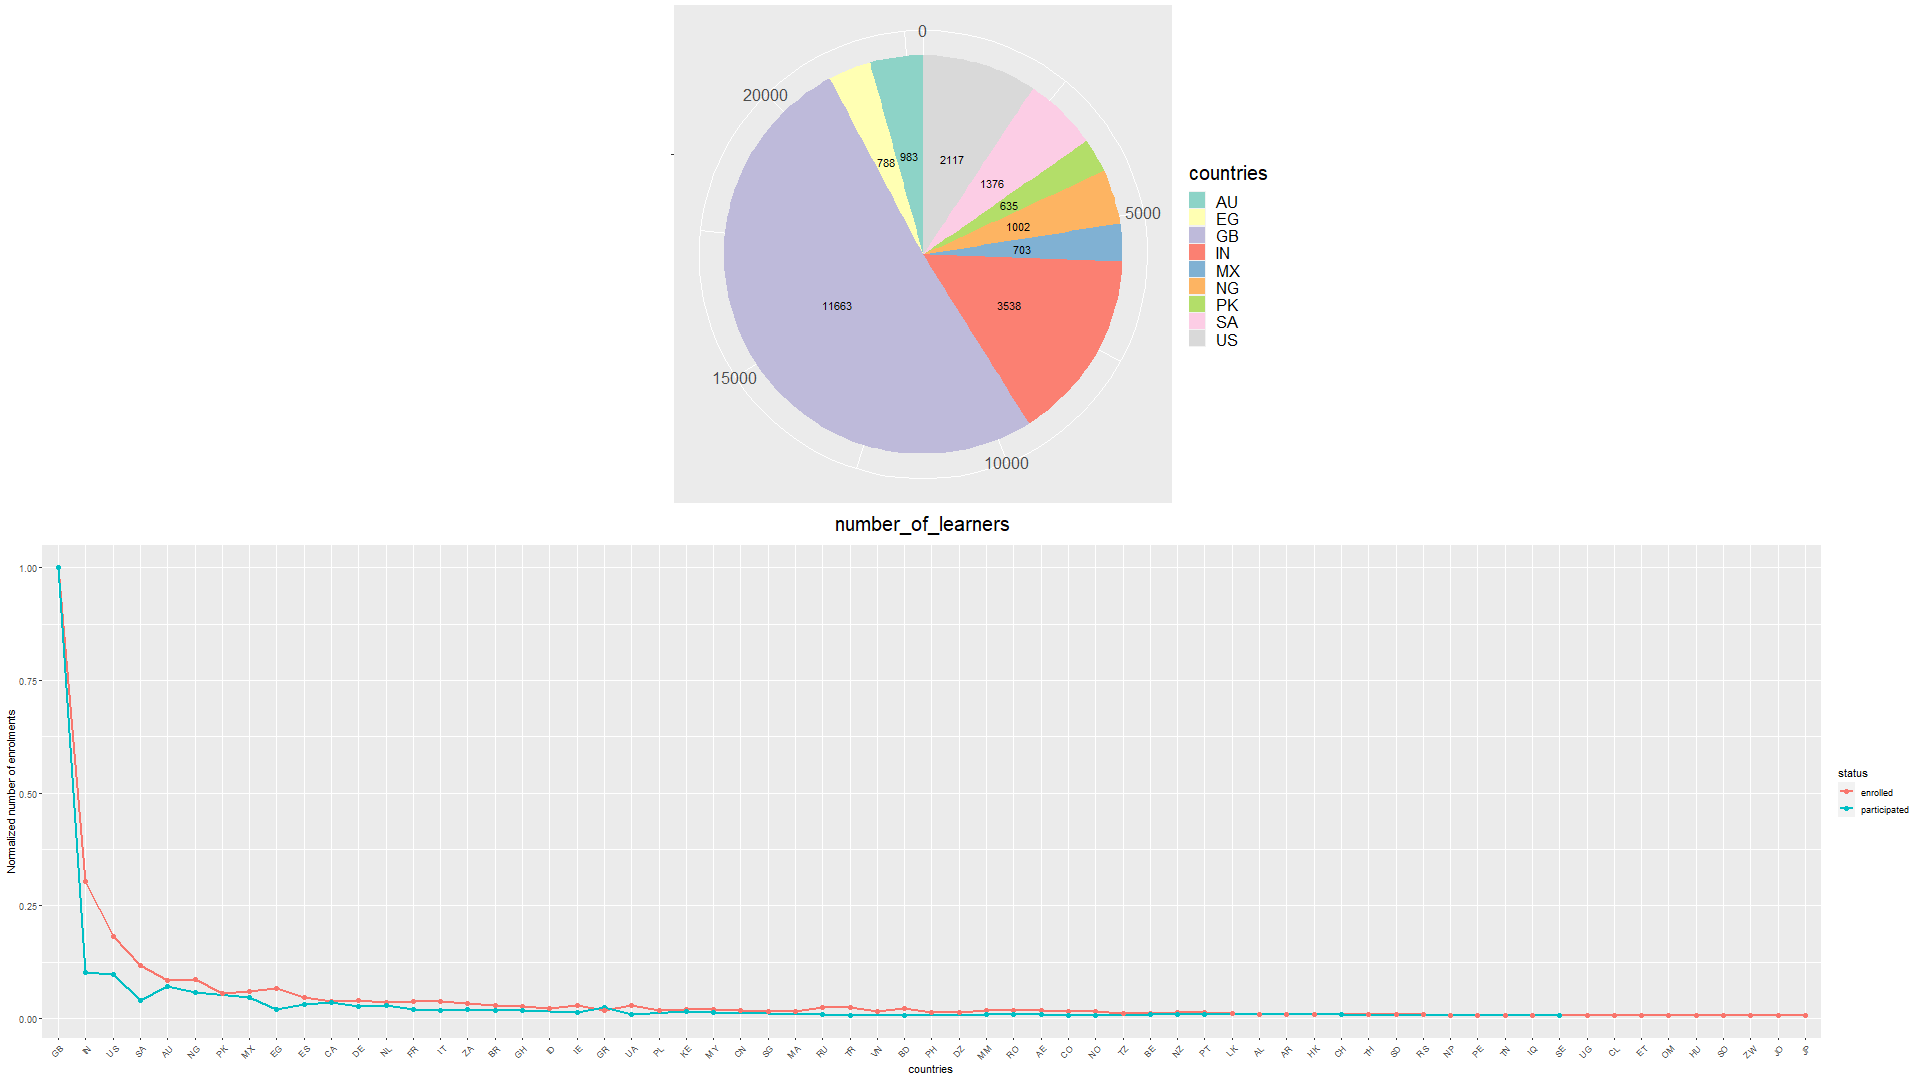 0
20000
983
788
2117
1376
635
5000
1002
703
11663
3538
15000
10000
number_of_learners
countries
AU
EG
GB
IN
MX
NG
PK
SA
US
1.00
0.75
0.50
0.25
0.00
Normalized number of enrolments
GB IN US SA AU NG PK MX EG ES CA DE NL FR IT ZA BR GH ID IE GR UA PL KE MY CN SG MA RU TR VN BD PH DZ MM RO AE CO NO TZ BE NZ PT LK AL AR HK CH TH SD RS NP PE TN IQ SE UG CL ET OM HU SO ZW JO JP
countries
status
enrolled
participated